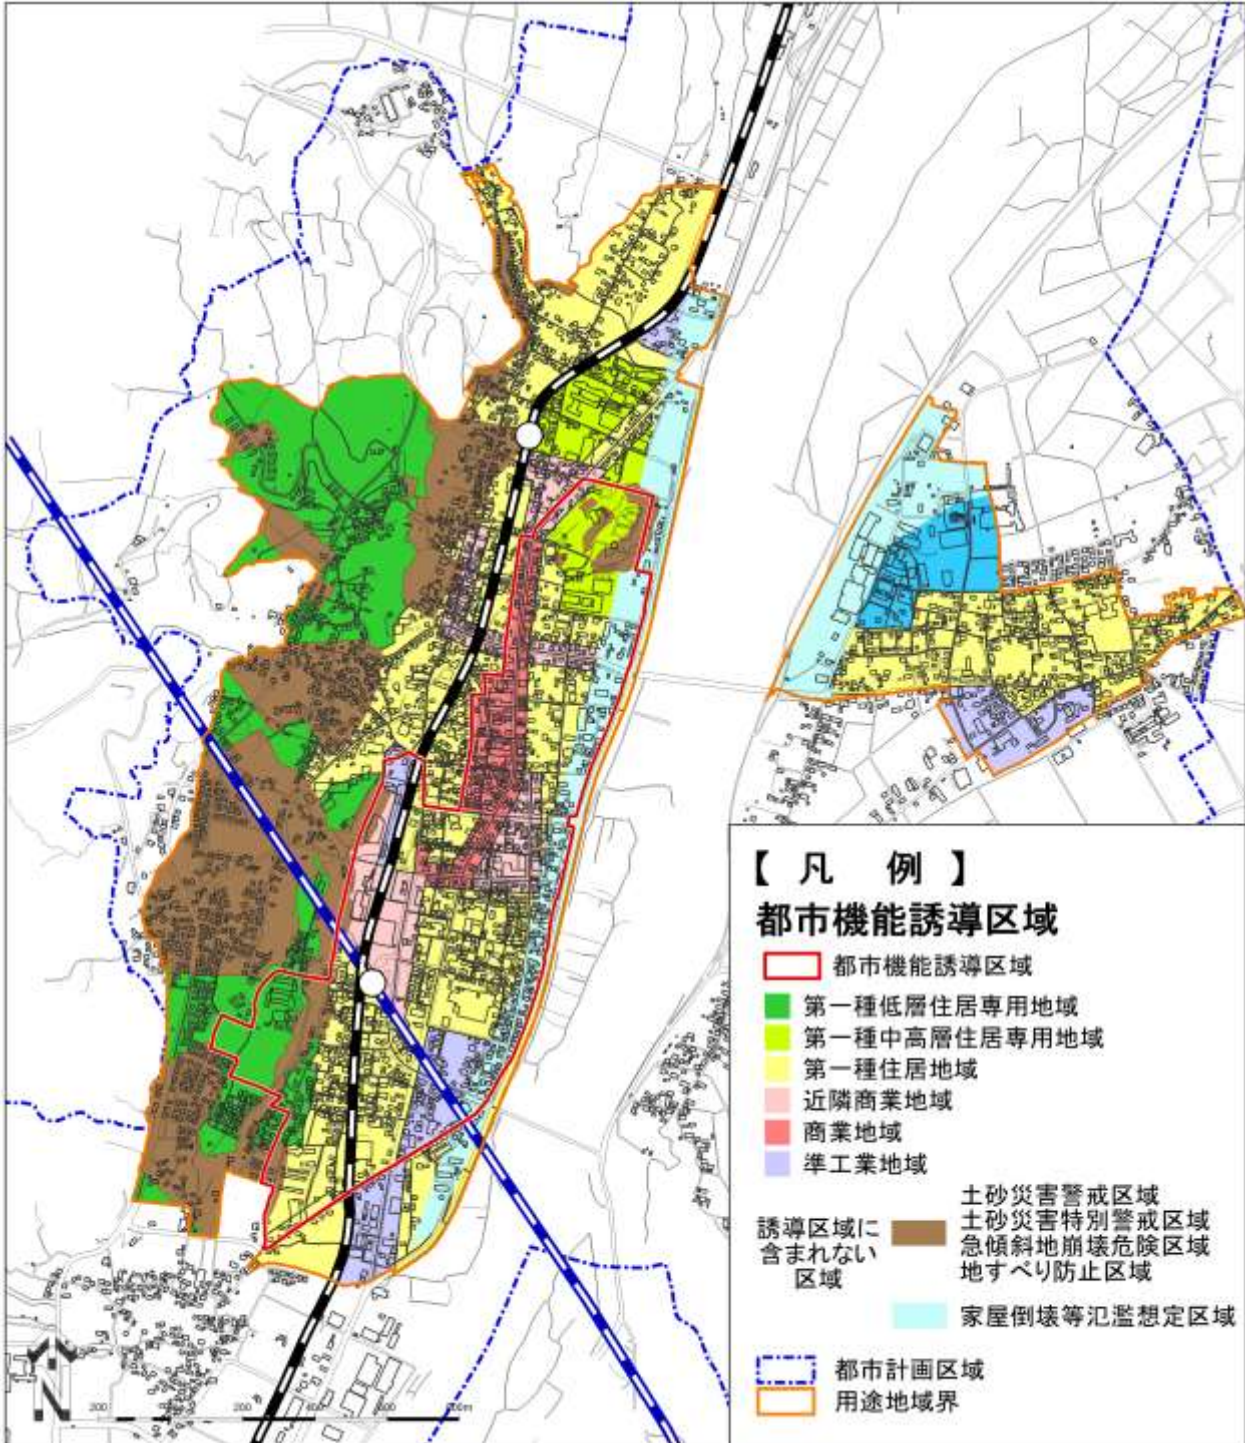 【 凡 例 】
都市機能誘導区域
都市機能誘導区域
第一種低層住居専用地域
第一種中高層住居専用地域
第一種住居地域
近隣商業地域
商業地域
準工業地域
誘導区域に
含まれない
区域
土砂災害警戒区域
土砂災害特別警戒区域
急傾斜地崩壊危険区域
地すべり防止区域
家屋倒壊等氾濫想定区域
都市計画区域
用途地域界
N
200 0 200 400